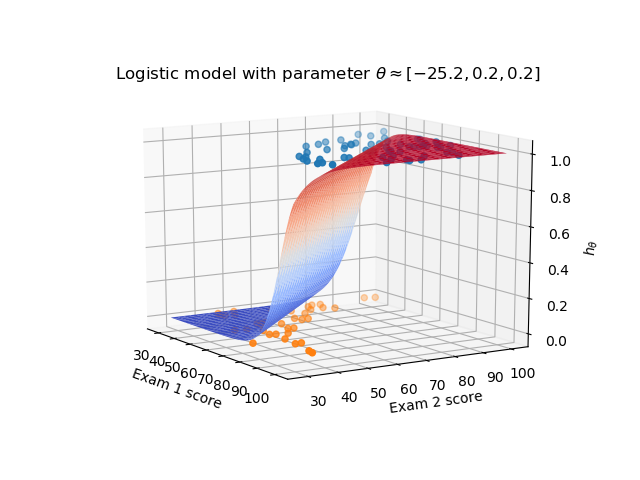 Logistic model with parameter θ ≈ [−25.2, 0.2, 0.2]
1.0
0.8
0.6
0.4
0.2
0.0
h_θ
30 40 50 60 70 80 90 100
Exam 1 score
30 40 50 60 70 80 90 100
Exam 2 score